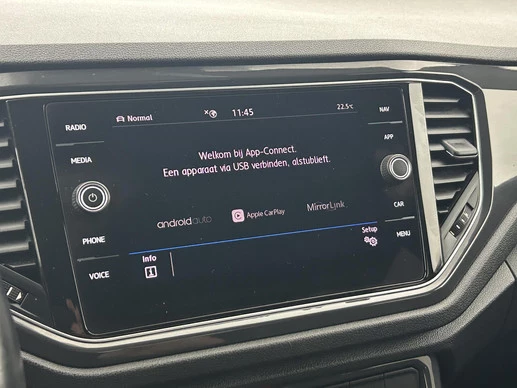 RADIO
MEDIA
PHONE
VOICE
Normal
11:45
22.5°C
Welkom bij App-Connect.
Een apparaat via USB verbinden, alstublieft.
androidauto
Apple CarPlay
MirrorLink
Info
Setup
NAV
APP
CAR
MENU